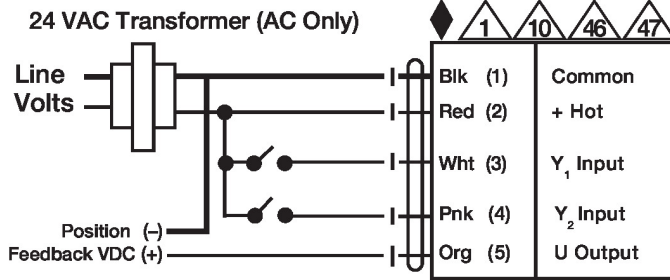 24 VAC Transformer (AC Only)
1 10 46 47
Line
Volts
Blk (1) Common
Red (2) + Hot
Wht (3) Y1 Input
Pnk (4) Y2 Input
Position (–)
Feedback VDC (+)
Org (5) U Output